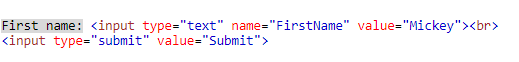 First name: <input type="text" name="FirstName" value="Mickey"><br>
<input type="submit" value="Submit">